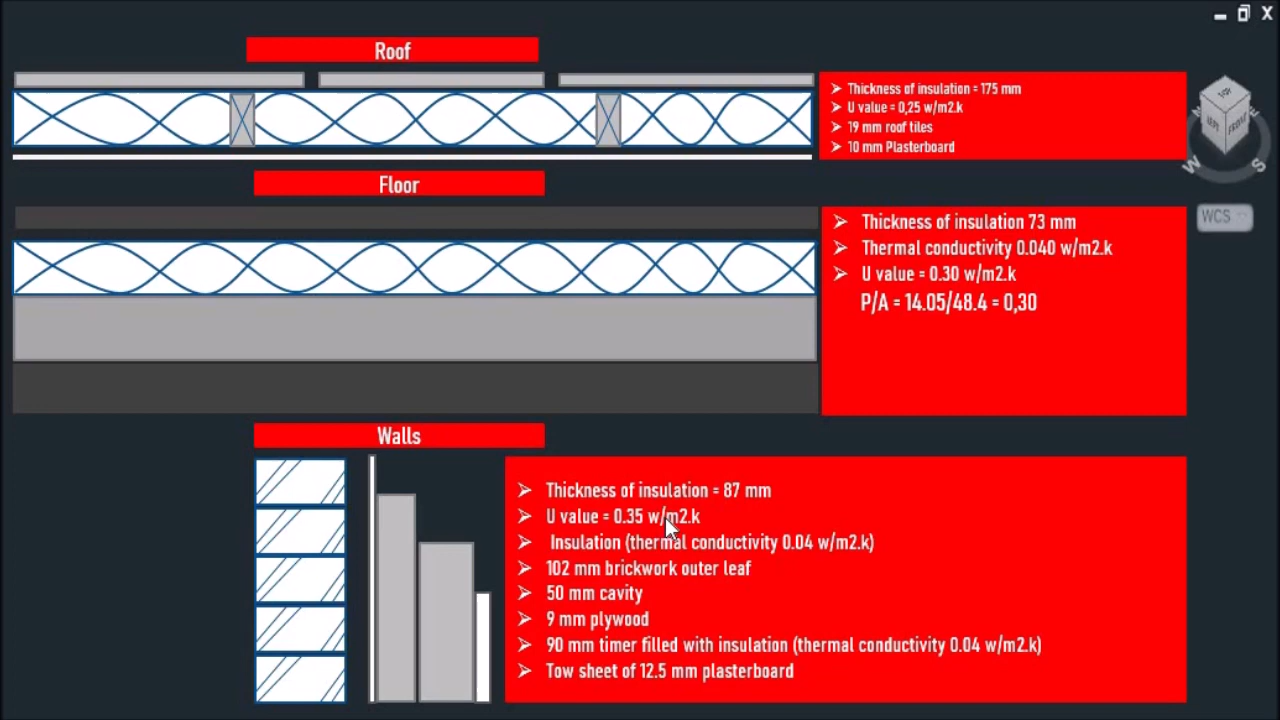 X
Roof
Thickness of insulation = 175 mm
U value = 0,25 w/m2.k
19 mm roof tiles
10 mm Plasterboard
TOP
LEFT
FRONT
W
S
WCS
Floor
Thickness of insulation 73 mm
Thermal conductivity 0.040 w/m2.k
U value = 0.30 w/m2.k
P/A = 14.05/48.4 = 0,30
Walls
Thickness of insulation = 87 mm
U value = 0.35 w/m2.k
Insulation (thermal conductivity 0.04 w/m2.k)
102 mm brickwork outer leaf
50 mm cavity
9 mm plywood
90 mm timer filled with insulation (thermal conductivity 0.04 w/m2.k)
Tow sheet of 12.5 mm plasterboard